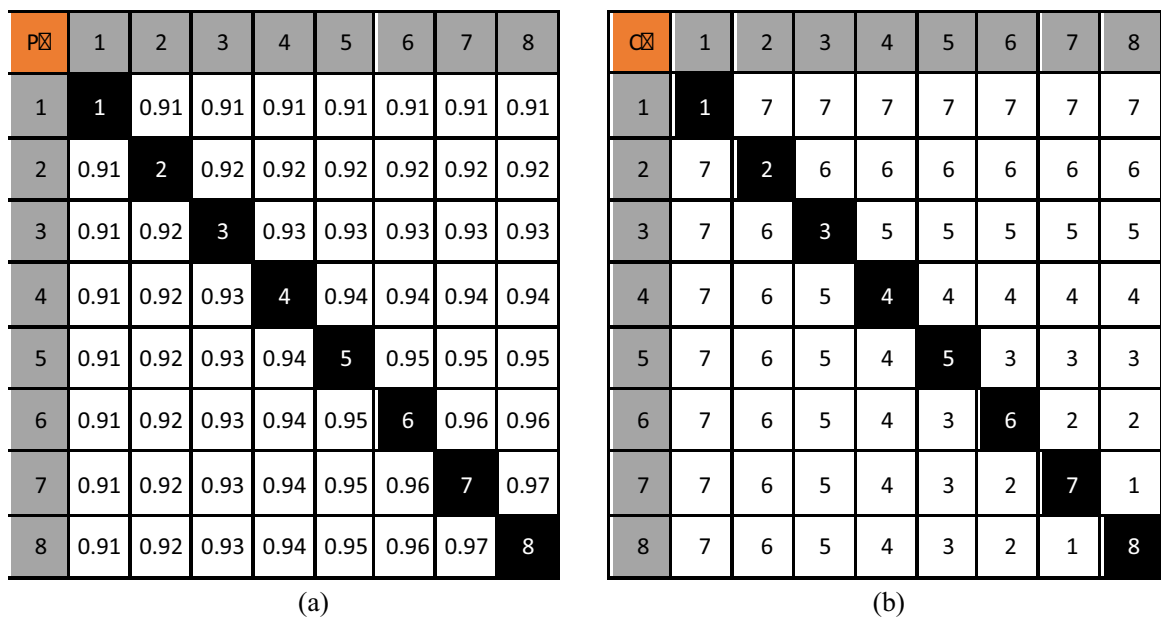 P 1 2 3 4 5 6 7 8
1 1 0.91 0.91 0.91 0.91 0.91 0.91 0.91
2 0.91 2 0.92 0.92 0.92 0.92 0.92 0.92
3 0.91 0.92 3 0.93 0.93 0.93 0.93 0.93
4 0.91 0.92 0.93 4 0.94 0.94 0.94 0.94
5 0.91 0.92 0.93 0.94 5 0.95 0.95 0.95
6 0.91 0.92 0.93 0.94 0.95 6 0.96 0.96
7 0.91 0.92 0.93 0.94 0.95 0.96 7 0.97
8 0.91 0.92 0.93 0.94 0.95 0.96 0.97 8
(a)
C 1 2 3 4 5 6 7 8
1 1 7 7 7 7 7 7 7
2 7 2 6 6 6 6 6 6
3 7 6 3 5 5 5 5 5
4 7 6 5 4 4 4 4 4
5 7 6 5 4 5 3 3 3
6 7 6 5 4 3 6 2 2
7 7 6 5 4 3 2 7 1
8 7 6 5 4 3 2 1 8
(b)